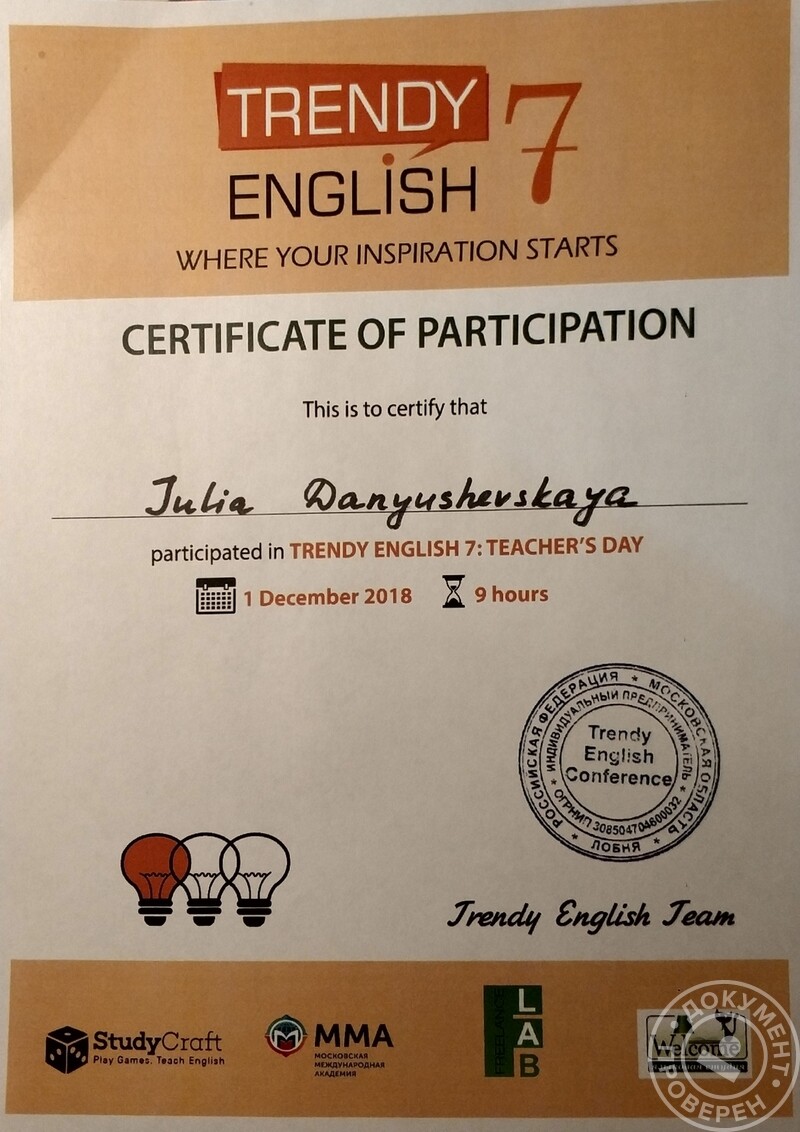 TRENDY 7
ENGLISH
WHERE YOUR INSPIRATION STARTS
CERTIFICATE OF PARTICIPATION
This is to certify that
Julia Danyushevskaya
participated in TRENDY ENGLISH 7: TEACHER'S DAY
1 December 2018 9 hours
РОССИЙСКАЯ ФЕДЕРАЦИЯ * МОСКОВСКАЯ ОБЛАСТЬ * ЛОБНЯ *
ИНДИВИДУАЛЬНЫЙ ПРЕДПРИНИМАТЕЛЬ * ОГРНИП 308504704600032 *
Trendy
English
Conference
Trendy English Team
StudyCraft
Play Games. Teach English
MMA
МОСКОВСКАЯ
МЕЖДУНАРОДНАЯ
АКАДЕМИЯ
FREELANCE
LAB
Welcome
ДОКУМЕНТ
ПРОВЕРЕН